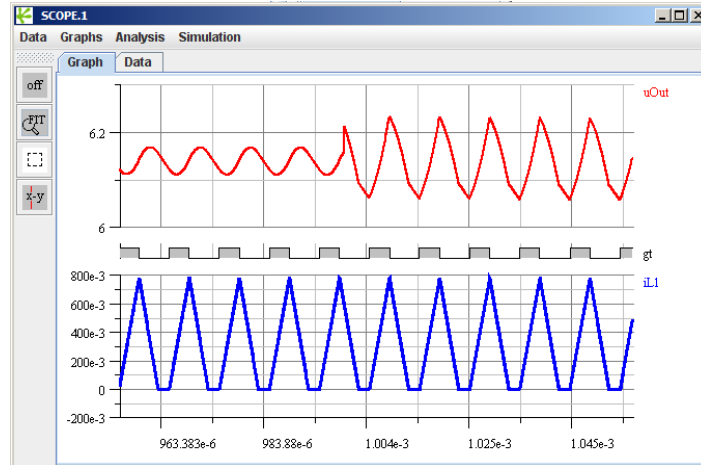 SCOPE.1
Data Graphs Analysis Simulation
Graph Data
off
FIT
x-y
uOut
6.2
6
gt
800e-3
iL1
600e-3
400e-3
200e-3
0
-200e-3
963.383e-6 983.88e-6 1.004e-3 1.025e-3 1.045e-3